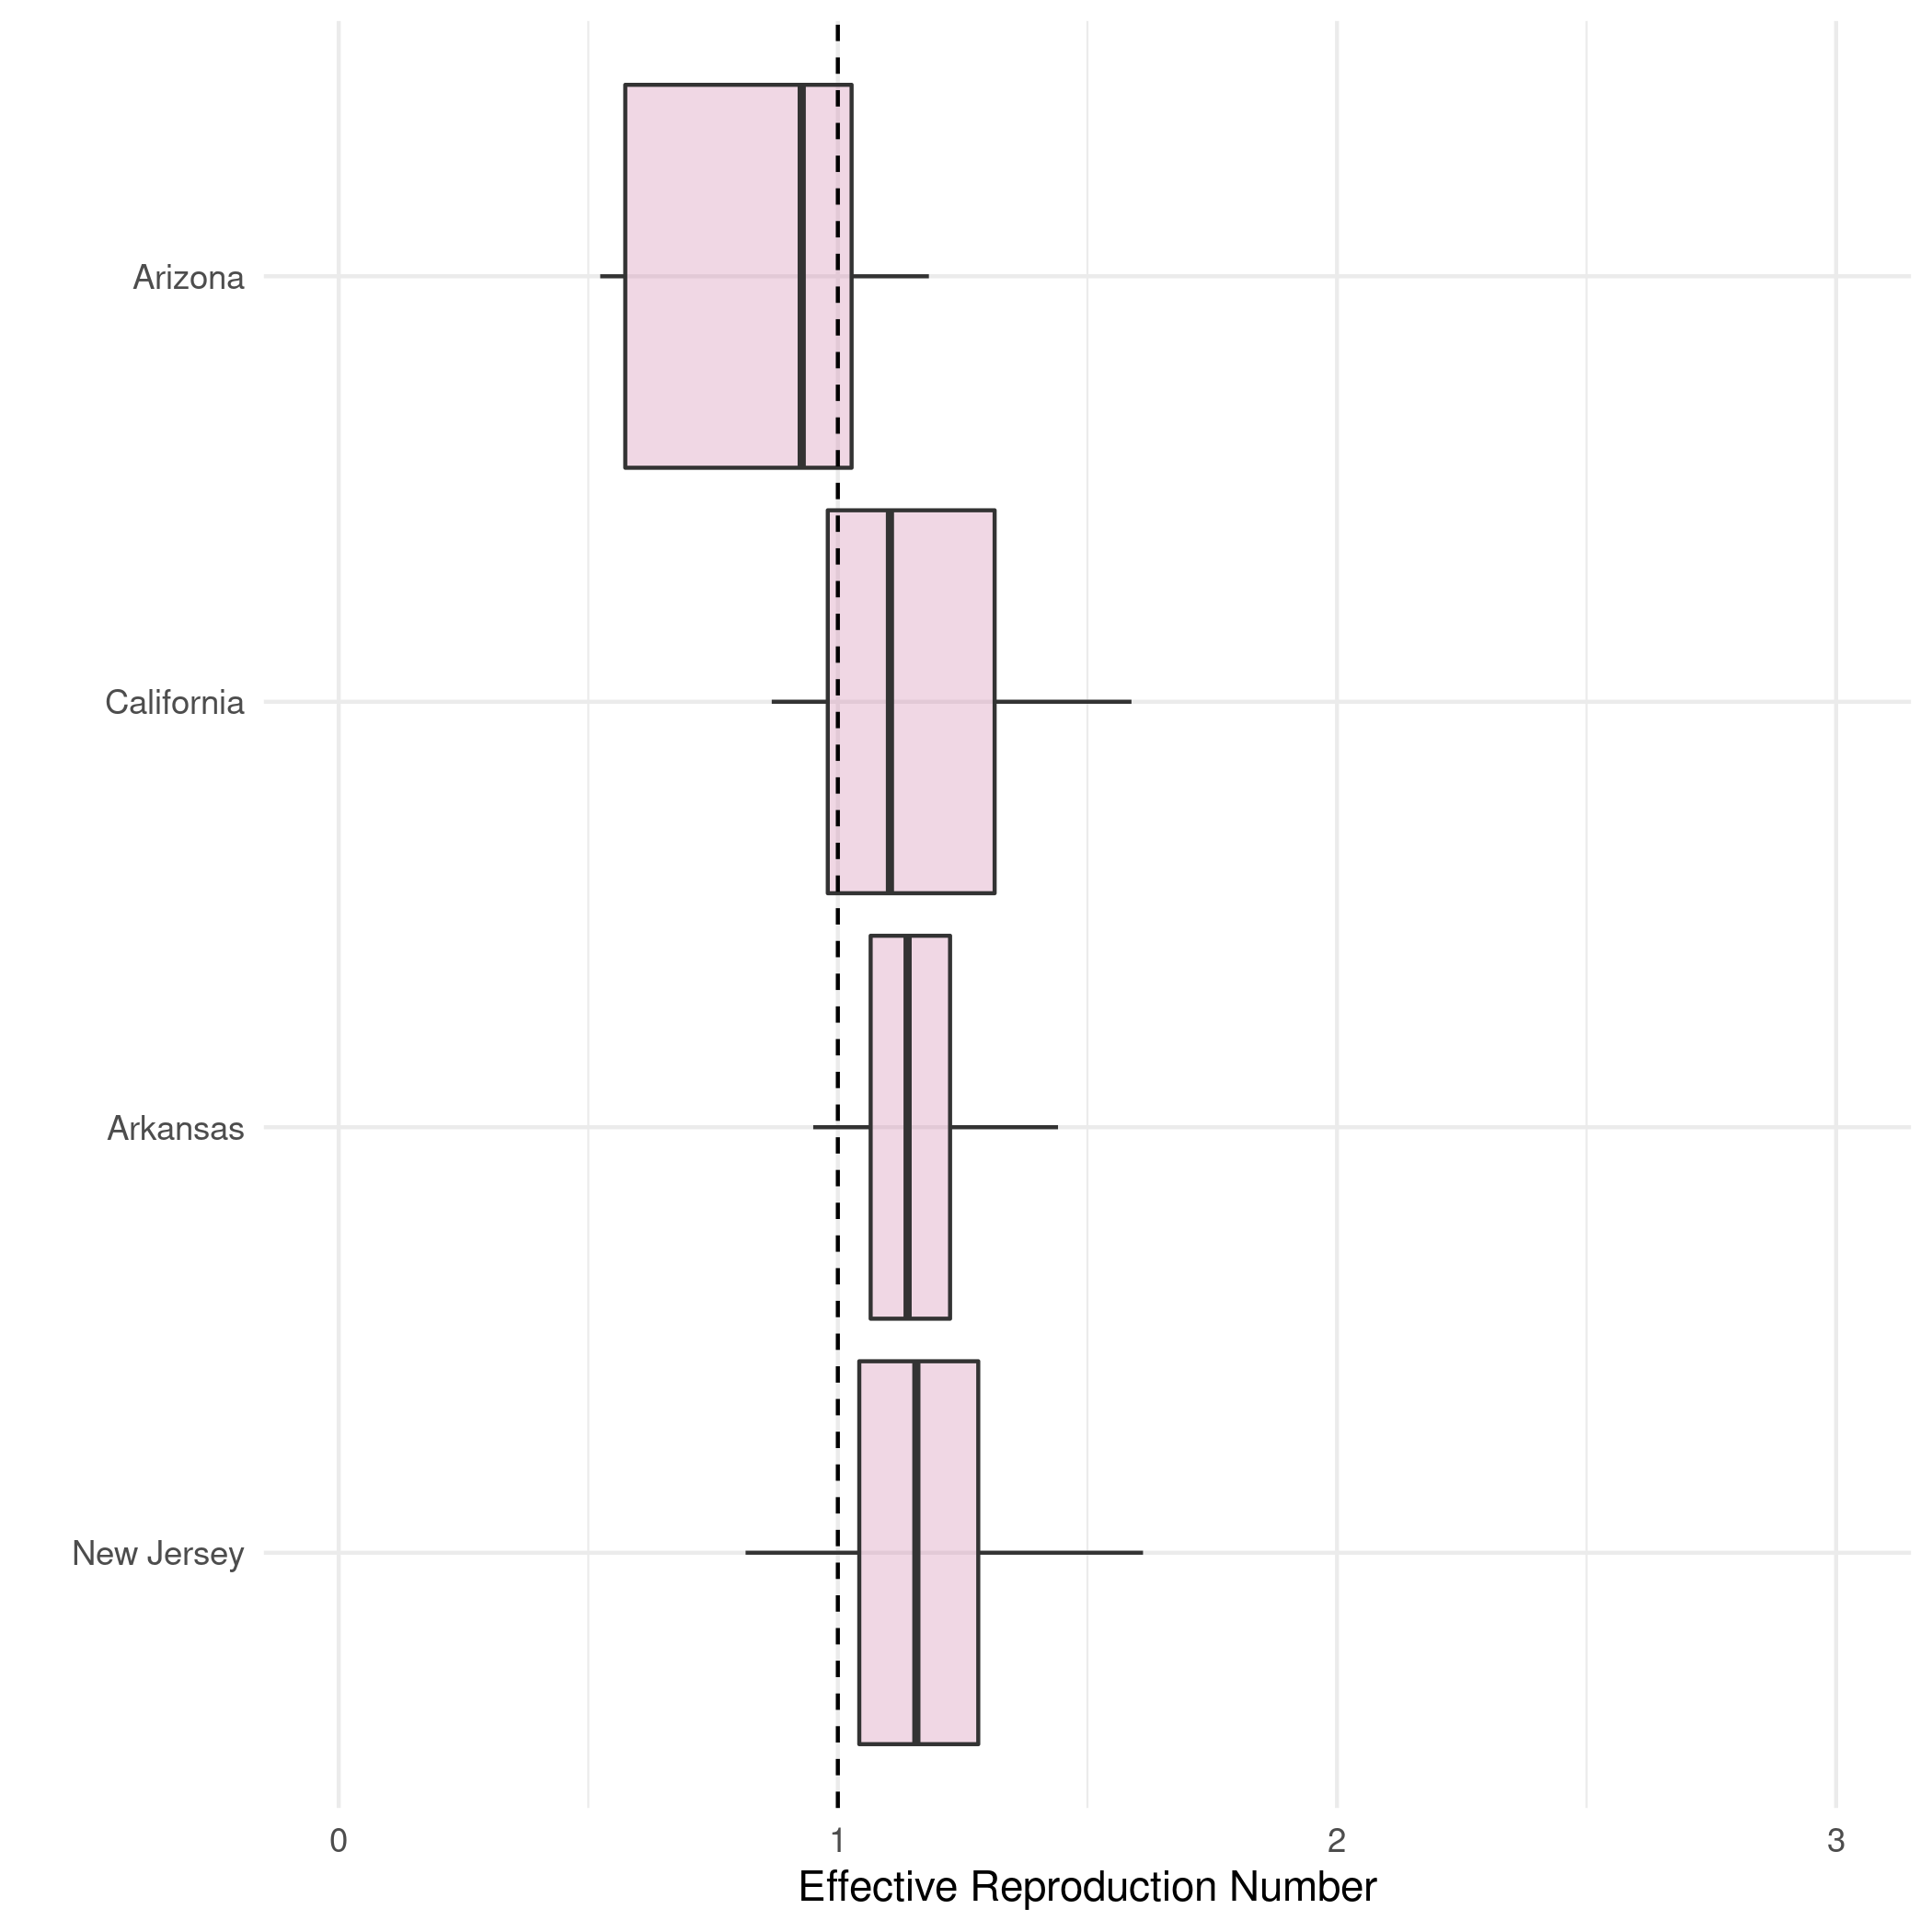 Arizona
California
Arkansas
New Jersey
0 1 2 3
Effective Reproduction Number